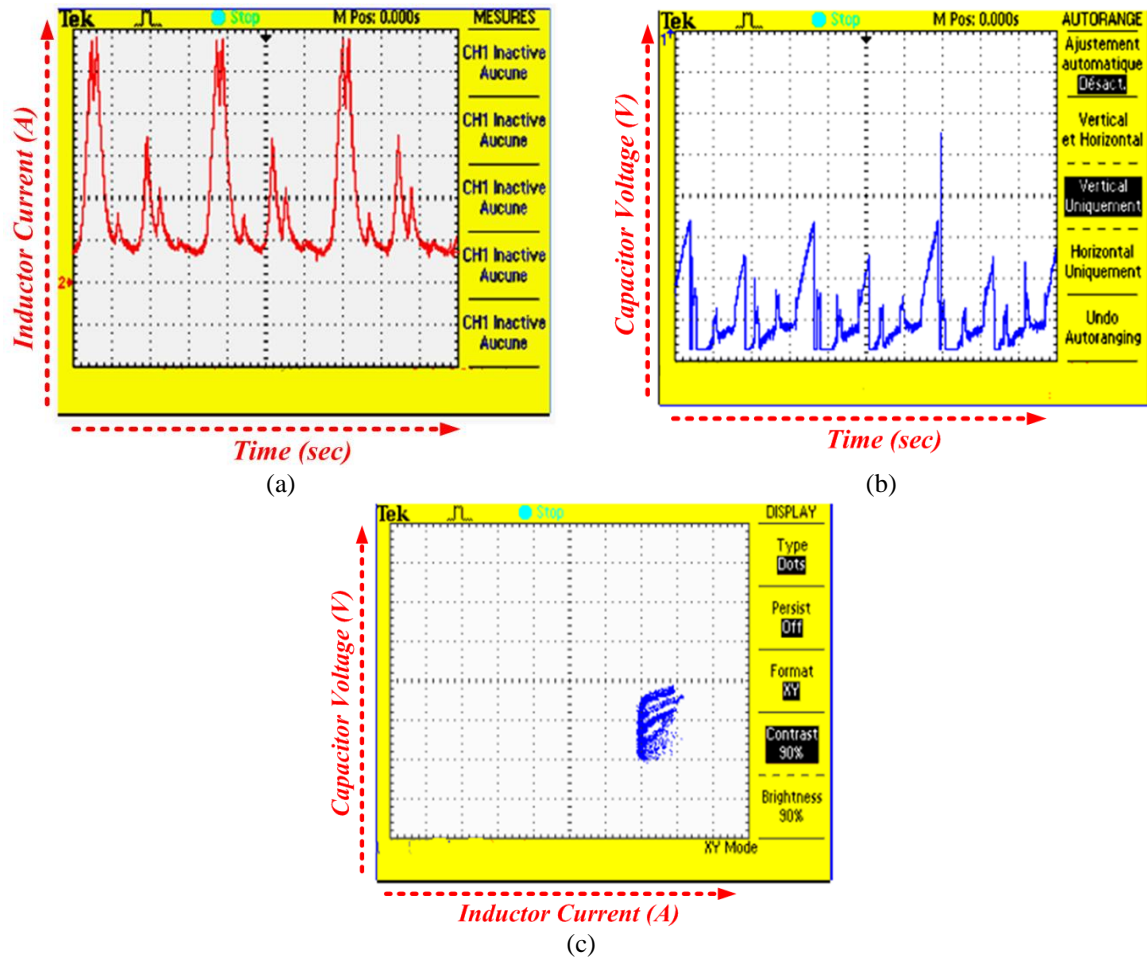 Tek Stop M Pos: 0.000s MESURES
CH1 Inactive
Aucune
CH1 Inactive
Aucune
CH1 Inactive
Aucune
CH1 Inactive
Aucune
CH1 Inactive
Aucune
2
Inductor Current (A)
Time (sec)
(a)
Tek Stop M Pos: 0.000s AUTORANGE
1
Ajustement
automatique
Désact.
Vertical
et Horizontal
Vertical
Uniquement
Horizontal
Uniquement
Undo
Autoranging
Capacitor Voltage (V)
Time (sec)
(b)
Tek Stop DISPLAY
Type
Dots
Persist
Off
Format
XY
Contrast
90%
Brightness
90%
XY Mode
Capacitor Voltage (V)
Inductor Current (A)
(c)